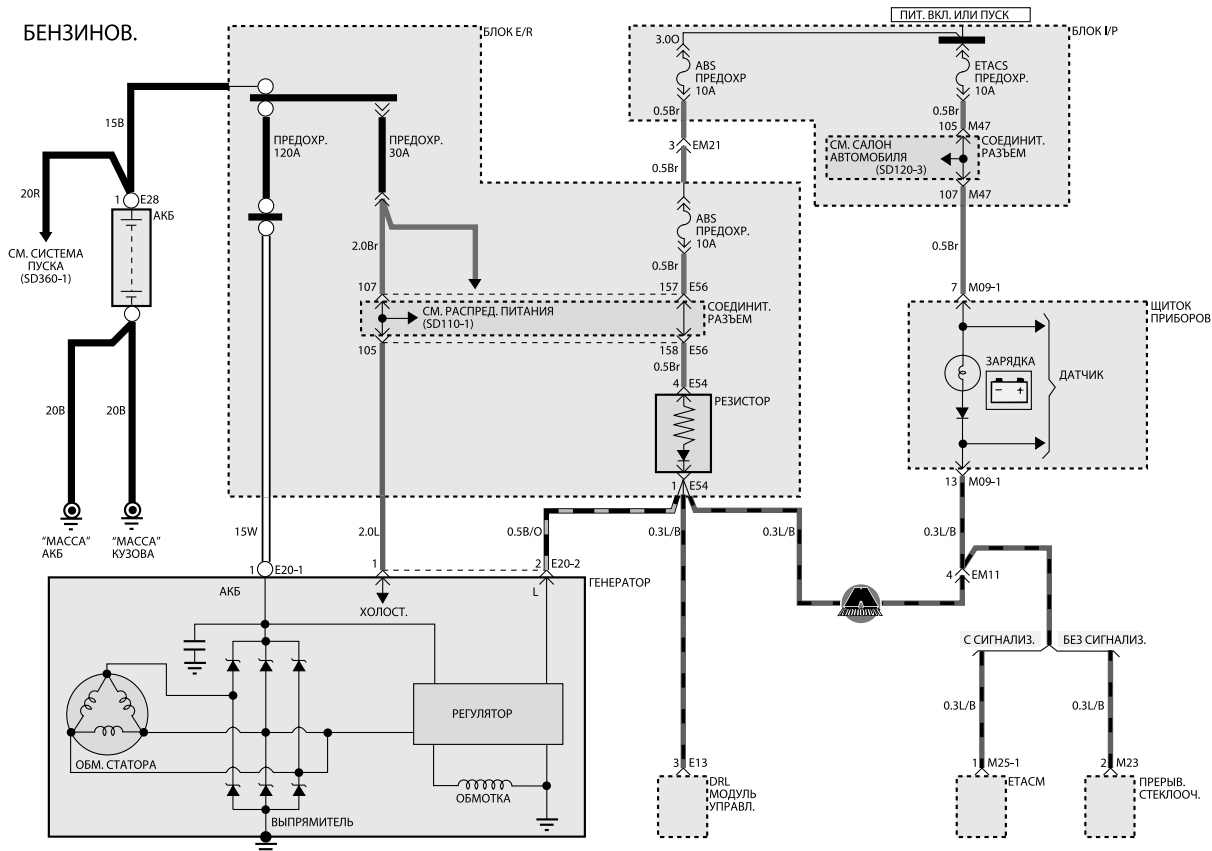 БЕНЗИНОВ.
ПИТ. ВКЛ. ИЛИ ПУСК
БЛОК E/R
БЛОК I/P
3.0O
ABS
ПРЕДОХР
10A
ETACS
ПРЕДОХР.
10A
0.5Br
0.5Br
15B
105
M47
ПРЕДОХР.
120A
ПРЕДОХР.
30A
3
EM21
СМ. САЛОН
АВТОМОБИЛЯ
(SD120-3)
СОЕДИНИТ.
РАЗЪЕМ
0.5Br
20R
1
E28
АКБ
107
M47
ABS
ПРЕДОХР.
10A
СМ. СИСТЕМА
ПУСКА
(SD360-1)
2.0Br
0.5Br
0.5Br
107
157
E56
7
M09-1
СМ. РАСПРЕД. ПИТАНИЯ
(SD110-1)
СОЕДИНИТ.
РАЗЪЕМ
ЩИТОК
ПРИБОРОВ
105
158
E56
0.5Br
ЗАРЯДКА
ДАТЧИК
4
E54
РЕЗИСТОР
20B
20B
1
E54
13
M09-1
"МАССА"
АКБ
"МАССА"
КУЗОВА
15W
2.0L
0.5B/O
0.3L/B
0.3L/B
0.3L/B
1
E20-1
1
2
E20-2
4
EM11
АКБ
ХОЛОСТ.
L
ГЕНЕРАТОР
С СИГНАЛИЗ.
БЕЗ СИГНАЛИЗ.
РЕГУЛЯТОР
0.3L/B
0.3L/B
ОБМ. СТАТОРА
ОБМОТКА
3
E13
1
M25-1
2
M23
DRL
МОДУЛЬ
УПРАВЛ.
ETACM
ПРЕРЫВ.
СТЕКЛООЧ.
ВЫПРЯМИТЕЛЬ